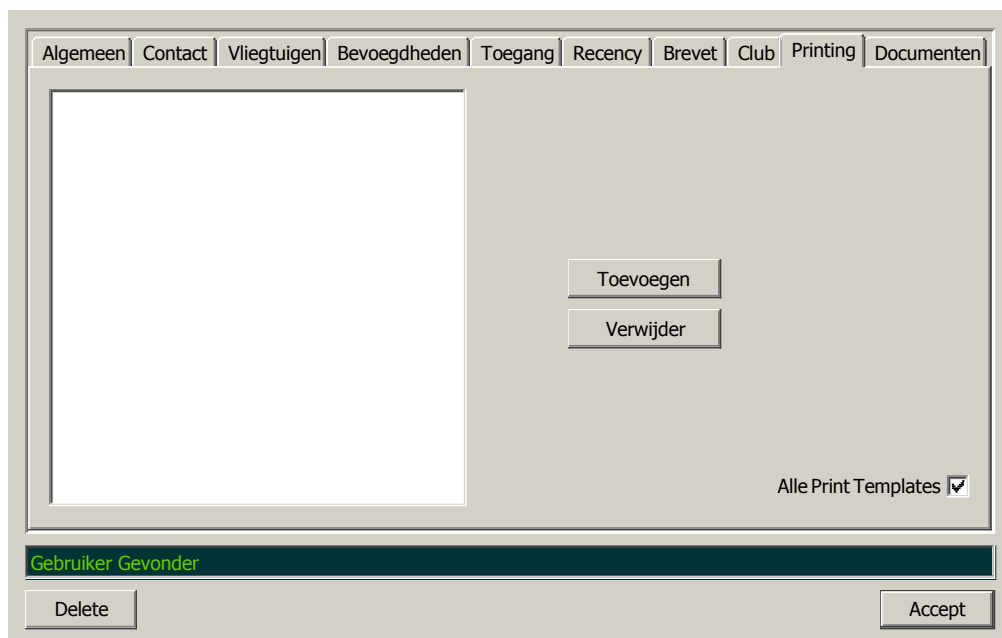 Algemeen Contact Vliegtuigen Bevoegdheden Toegang Recency Brevet Club Printing Documenten
Toevoegen
Verwijder
Alle Print Templates
Gebruiker Gevonder
Delete Accept